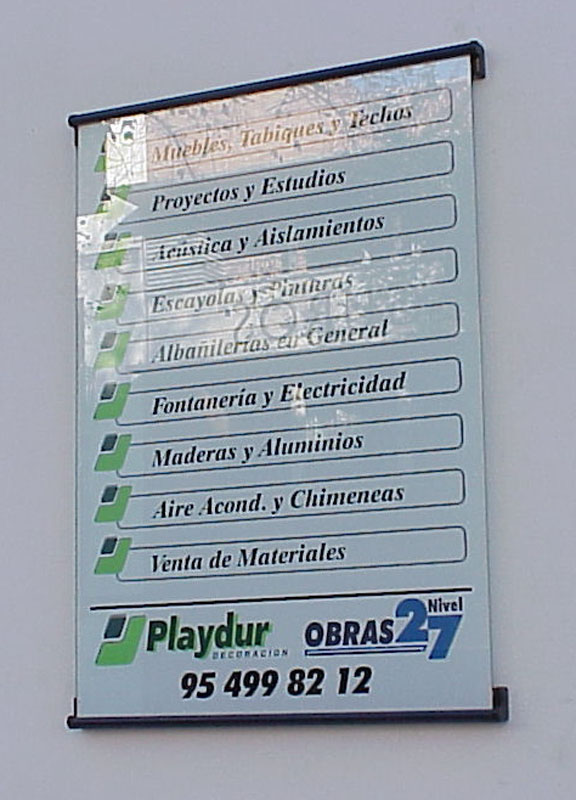 Muebles, Tabiques y Techos
Proyectos y Estudios
Acústica y Aislamientos
Escayolas y Pinturas
Albañilerías en General
Fontanería y Electricidad
Maderas y Aluminios
Aire Acond. y Chimeneas
Venta de Materiales
Playdur OBRAS 27 Nivel
DECORACION
95 499 82 12